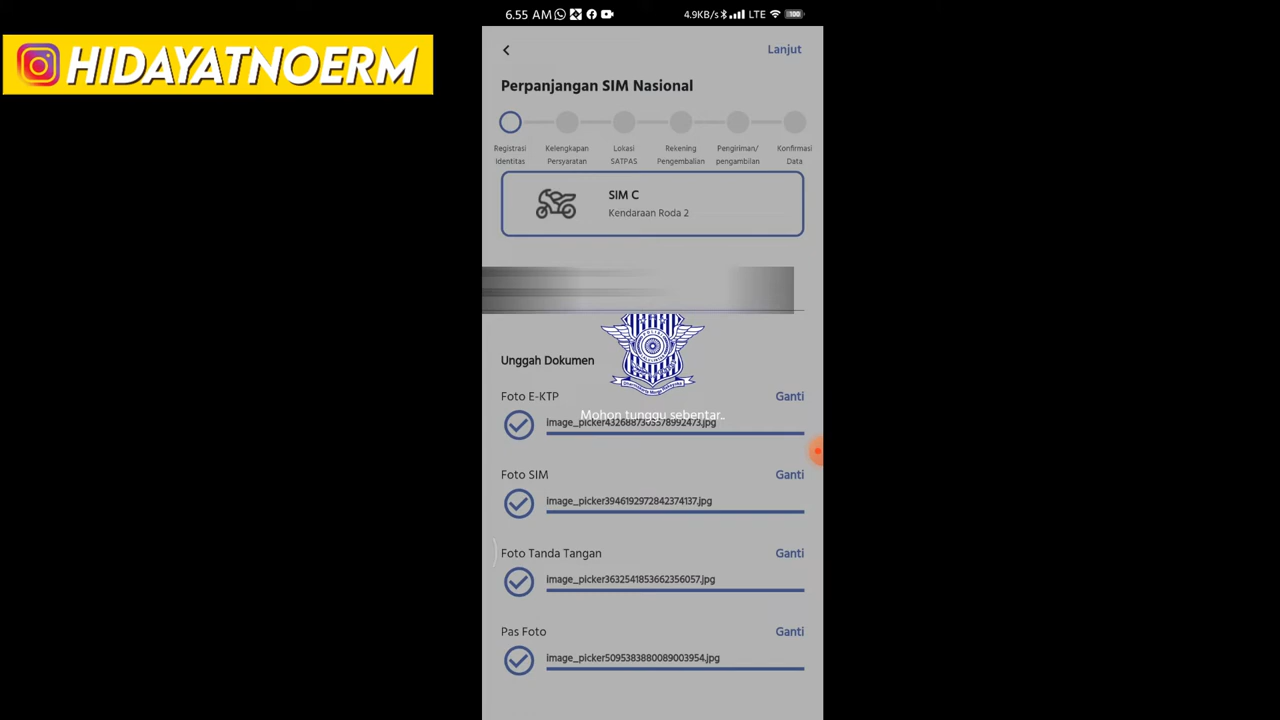 HIDAYATNOERM
6.55 AM
4.9KB/s LTE 100
Lanjut
Perpanjangan SIM Nasional
Registrasi Identitas
Kelengkapan Persyaratan
Lokasi SATPAS
Rekening Pengembalian
Pengiriman/ pengambilan
Konfirmasi Data
SIM C
Kendaraan Roda 2
Unggah Dokumen
Foto E-KTP
Ganti
Mohon tunggu sebentar..
Foto SIM
Ganti
image_picker3946192972842374137.jpg
Foto Tanda Tangan
Ganti
image_picker3632541853662356057.jpg
Pas Foto
Ganti
image_picker5095383880089003954.jpg